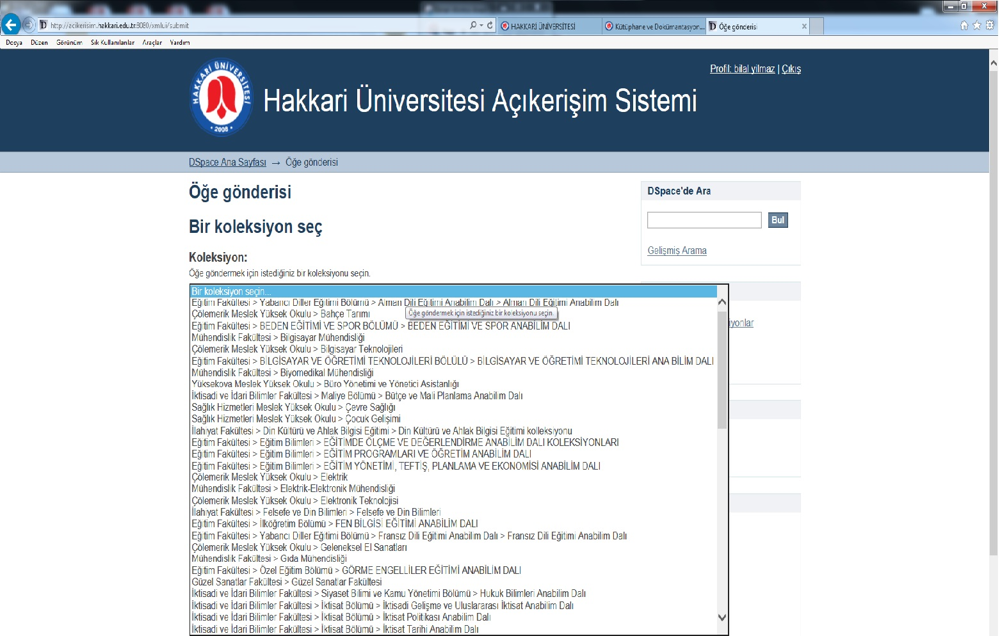 http://acikerisim.hakkari.edu.tr:8080/xmlui/submit
HAKKARİ ÜNİVERSİTESİ
Kütüphane ve Dokümantasyon...
Öğe gönderisi
Dosya Düzen Görünüm Sık Kullanılanlar Araçlar Yardım
HAKKARİ ÜNİVERSİTESİ
• 2008 •
Hakkari Üniversitesi Açıkerişim Sistemi
Profil: bilal yilmaz | Çıkış
DSpace Ana Sayfası → Öğe gönderisi
Öğe gönderisi
Bir koleksiyon seç
Koleksiyon:
Öğe göndermek için istediğiniz bir koleksiyonu seçin.
Bir koleksiyon seçin...
Eğitim Fakültesi > Yabancı Diller Eğitimi Bölümü > Alman Dili Eğitimi Anabilim Dalı > Alman Dili Eğitimi Anabilim Dalı
Çölemerik Meslek Yüksek Okulu > Bahçe Tarımı
Öğe göndermek için istediğiniz bir koleksiyonu seçin.
Eğitim Fakültesi > BEDEN EĞİTİMİ VE SPOR BÖLÜMÜ > BEDEN EĞİTİMİ VE SPOR ANABİLİM DALI
Mühendislik Fakültesi > Bilgisayar Mühendisliği
Çölemerik Meslek Yüksek Okulu > Bilgisayar Teknolojileri
Eğitim Fakültesi > BİLGİSAYAR VE ÖĞRETİMİ TEKNOLOJİLERİ BÖLÜLÜ > BİLGİSAYAR VE ÖĞRETİMİ TEKNOLOJİLERİ ANA BİLİM DALI
Mühendislik Fakültesi > Biyomedikal Mühendisliği
Yüksekova Meslek Yüksek Okulu > Büro Yönetimi ve Yönetici Asistanlığı
İktisadi ve İdari Bilimler Fakültesi > Maliye Bölümü > Bütçe ve Mali Planlama Anabilim Dalı
Sağlık Hizmetleri Meslek Yüksek Okulu > Çevre Sağlığı
Sağlık Hizmetleri Meslek Yüksek Okulu > Çocuk Gelişimi
İlahiyat Fakültesi > Din Kültürü ve Ahlak Bilgisi Eğitimi > Din Kültürü ve Ahlak Bilgisi Eğitimi kolleksiyonu
Eğitim Fakültesi > Eğitim Bilimleri > EĞİTİMDE ÖLÇME VE DEĞERLENDİRME ANABİLİM DALI KOLEKSİYONLARI
Eğitim Fakültesi > Eğitim Bilimleri > EĞİTİM PROGRAMLARI VE ÖĞRETİM ANABİLİM DALI
Eğitim Fakültesi > Eğitim Bilimleri > EĞİTİM YÖNETİMİ, TEFTİŞ, PLANLAMA VE EKONOMİSİ ANABİLİM DALI
Çölemerik Meslek Yüksek Okulu > Elektrik
Mühendislik Fakültesi > Elektrik-Elektronik Mühendisliği
Çölemerik Meslek Yüksek Okulu > Elektronik Teknolojisi
İlahiyat Fakültesi > Felsefe ve Din Bilimleri > Felsefe ve Din Bilimleri
Eğitim Fakültesi > İlköğretim Bölümü > FEN BİLGİSİ EĞİTİMİ ANABİLİM DALI
Eğitim Fakültesi > Yabancı Diller Eğitimi Bölümü > Fransız Dili Eğitimi Anabilim Dalı > Fransız Dili Eğitimi Anabilim Dalı
Çölemerik Meslek Yüksek Okulu > Geleneksel El Sanatları
Mühendislik Fakültesi > Gıda Mühendisliği
Eğitim Fakültesi > Özel Eğitim Bölümü > GÖRME ENGELLİLER EĞİTİMİ ANABİLİM DALI
Güzel Sanatlar Fakültesi > Güzel Sanatlar Fakültesi
İktisadi ve İdari Bilimler Fakültesi > Siyaset Bilimi ve Kamu Yönetimi Bölümü > Hukuk Bilimleri Anabilim Dalı
İktisadi ve İdari Bilimler Fakültesi > İktisat Bölümü > İktisadi Gelişme ve Uluslararası İktisat Anabilim Dalı
İktisadi ve İdari Bilimler Fakültesi > İktisat Bölümü > İktisat Politikası Anabilim Dalı
İktisadi ve İdari Bilimler Fakültesi > İktisat Bölümü > İktisat Tarihi Anabilim Dalı
DSpace'de Ara
Bul
Gelişmiş Arama
iyonlar